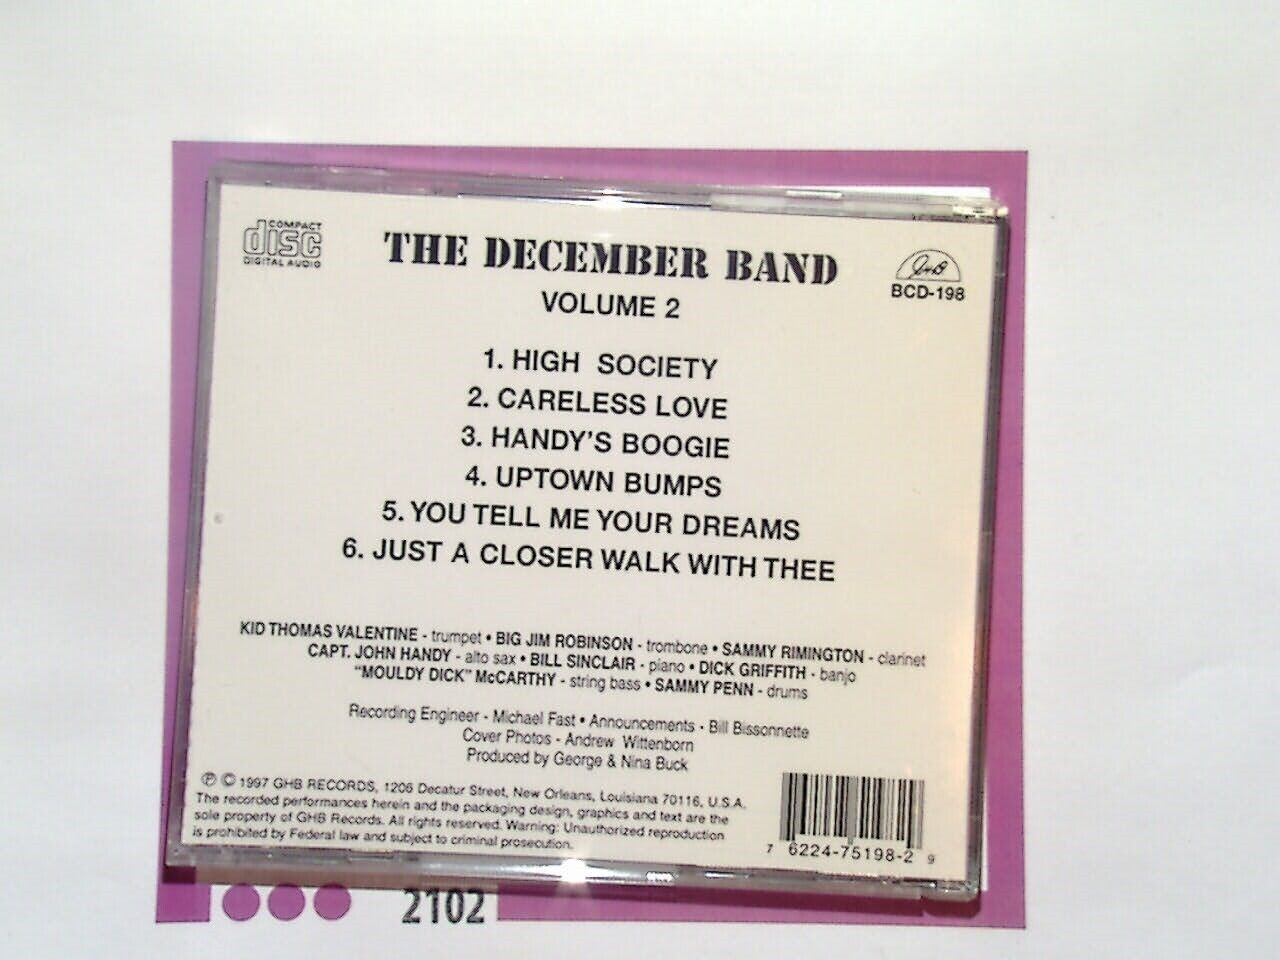 COMPACT
disc
DIGITAL AUDIO
THE DECEMBER BAND
VOLUME 2
GHB
BCD-198
1. HIGH SOCIETY
2. CARELESS LOVE
3. HANDY'S BOOGIE
4. UPTOWN BUMPS
5. YOU TELL ME YOUR DREAMS
6. JUST A CLOSER WALK WITH THEE
KID THOMAS VALENTINE - trumpet • BIG JIM ROBINSON - trombone • SAMMY RIMINGTON - clarinet
CAPT. JOHN HANDY - alto sax • BILL SINCLAIR - piano • DICK GRIFFITH - banjo
"MOULDY DICK" McCARTHY - string bass • SAMMY PENN - drums
Recording Engineer - Michael Fast • Announcements - Bill Bissonnette
Cover Photos - Andrew Wittenborn
Produced by George & Nina Buck
℗ © 1997 GHB RECORDS, 1206 Decatur Street, New Orleans, Louisiana 70116, U.S.A.
The recorded performances herein and the packaging design, graphics and text are the
sole property of GHB Records. All rights reserved. Warning: Unauthorized reproduction
is prohibited by Federal law and subject to criminal prosecution.
7 6224-75198-2 9
2102